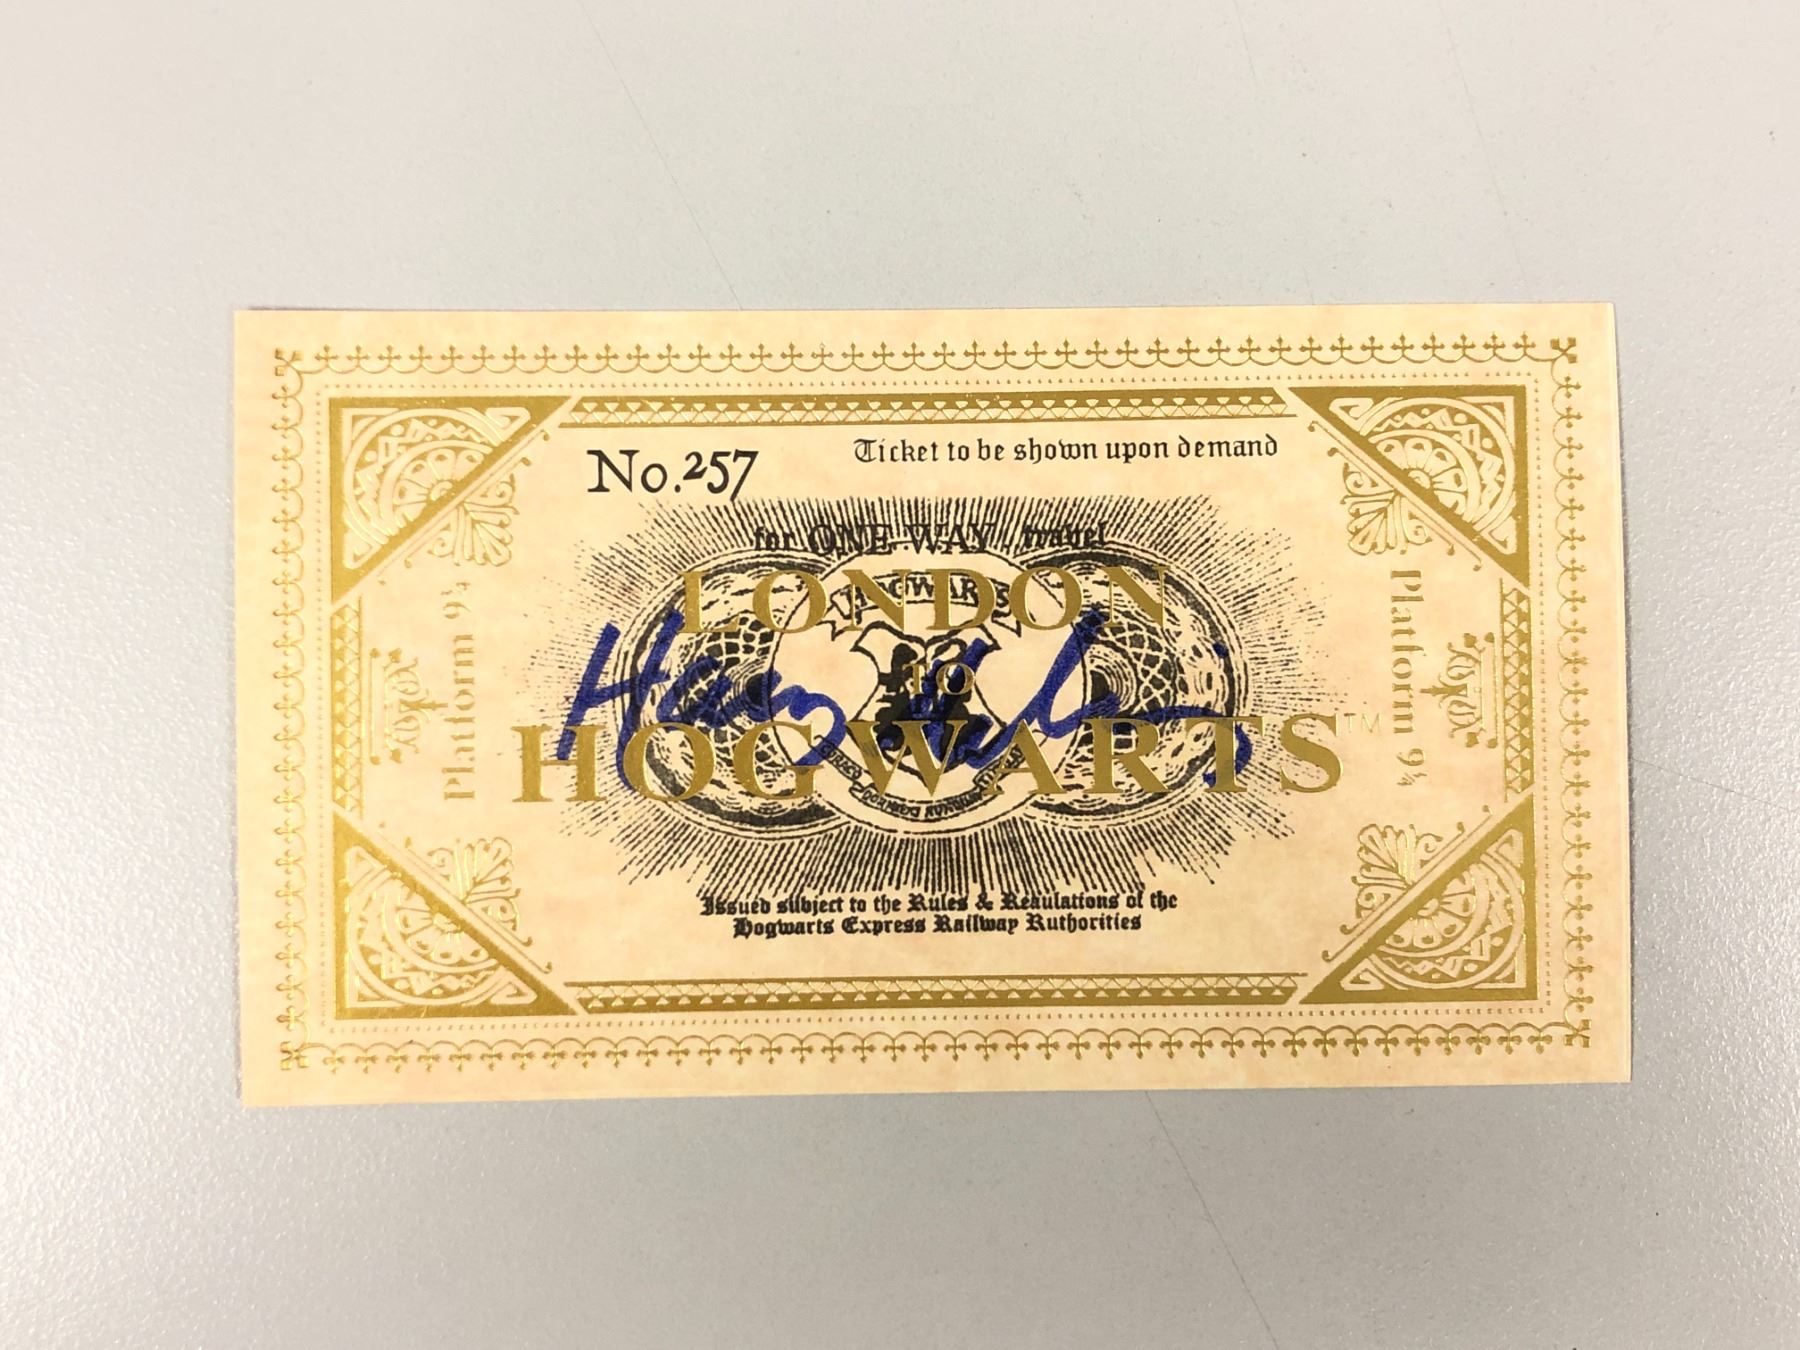 No.257
Ticket to be shown upon demand
for ONE WAY travel
LONDON
TO
HOGWARTS™
HOGWARTS
Platform 9¾
Platform 9¾
Issued subject to the Rules & Regulations of the
Hogwarts Express Railway Authorities